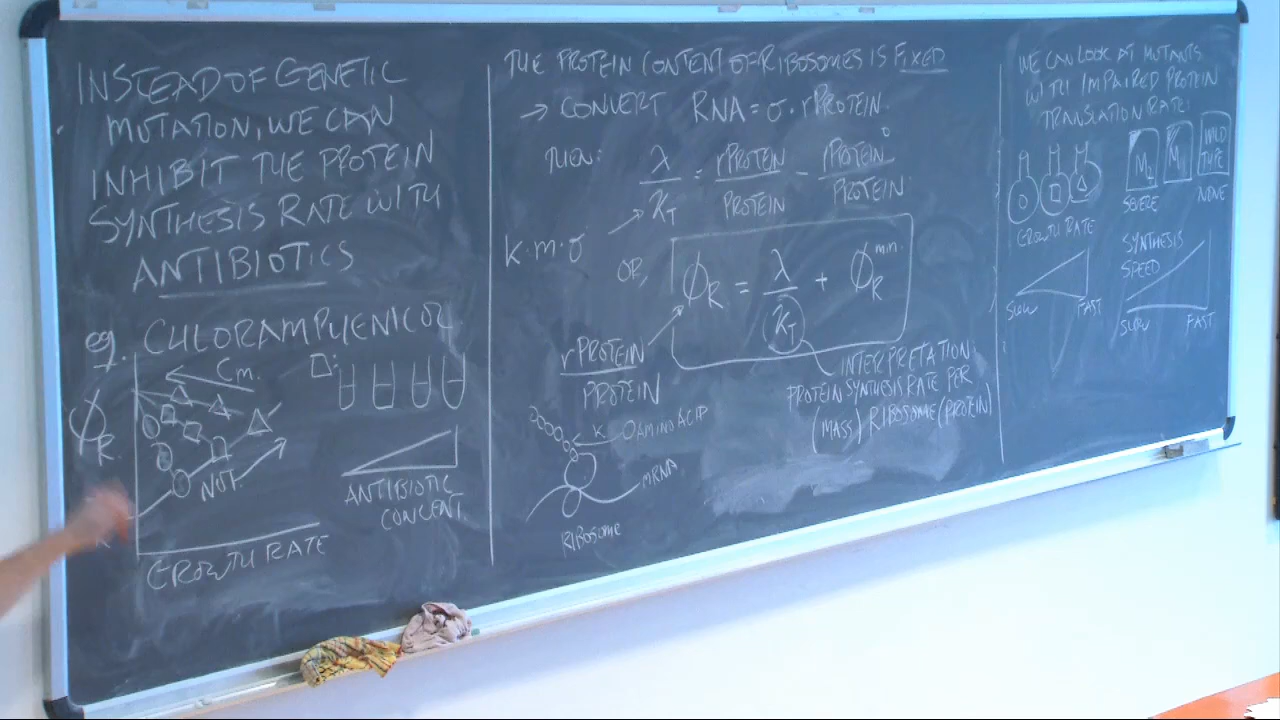 INSTEAD OF GENETIC
MUTATION, WE CAN
INHIBIT THE PROTEIN
SYNTHESIS RATE WITH
ANTIBIOTICS
eg. CHLORAMPHENICOL
Cm.
ϕR.
NUT.
GROWTH RATE
ANTIBIOTIC
CONCENT.
THE PROTEIN CONTENT OF RIBOSOMES IS FIXED
→ CONVERT RNA = σ · rPROTEIN.
THEN: λ/KT = rPROTEIN/PROTEIN − rPROTEIN°/PROTEIN
k·m·σ
OR, ϕR = λ/KT + ϕR min.
rPROTEIN
PROTEIN
INTERPRETATION:
PROTEIN SYNTHESIS RATE PER
(MASS) RIBOSOME (PROTEIN)
K
AMINO ACID
MRNA
RIBOSOME
WE CAN LOOK AT MUTANTS
WITH IMPAIRED PROTEIN
TRANSLATION RATE:
M2 M1 WILD
TYPE
SEVERE NONE
GROWTH RATE
SLOW FAST
SYNTHESIS
SPEED
SLOW FAST